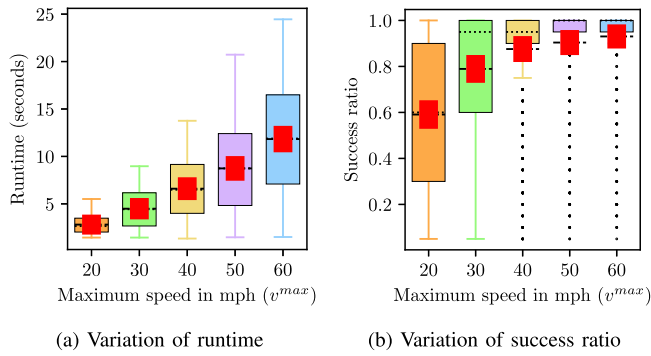 25
20
15
10
5
Runtime (seconds)
20 30 40 50 60
Maximum speed in mph (v^{max})
(a) Variation of runtime
1.0
0.8
0.6
0.4
0.2
Success ratio
20 30 40 50 60
Maximum speed in mph (v^{max})
(b) Variation of success ratio